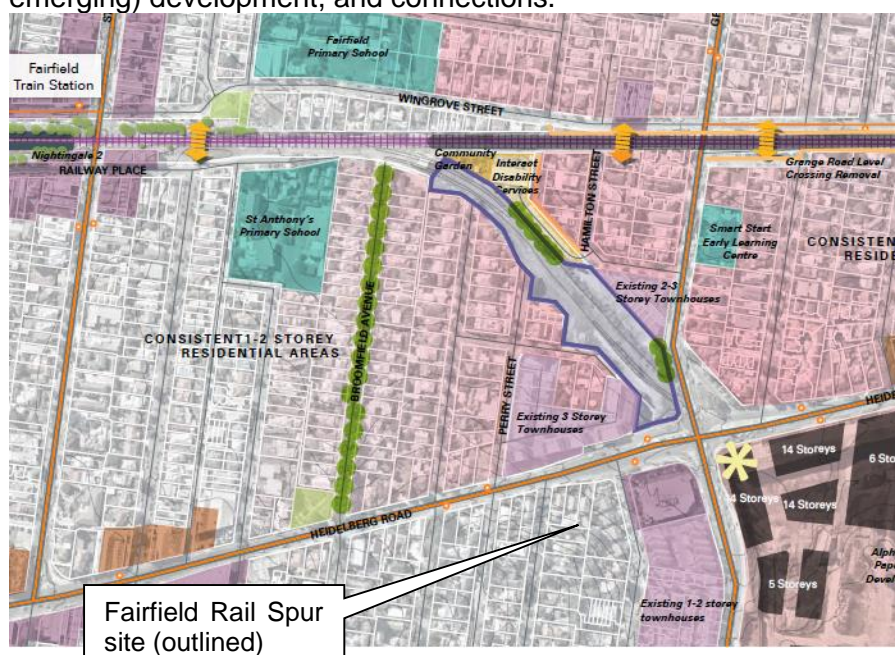 emerging) development, and connections.
Fairfield
Primary School
Fairfield
Train Station
WINGROVE STREET
Nightingale 2
RAILWAY PLACE
Community
Garden
Interact
Disability
Services
HAMILTON STREET
Grange Road Level
Crossing Removal
St Anthony's
Primary School
Smart Start
Early Learning
Centre
CONSISTEN
RESIDE
Existing 2-3
Storey Townhouses
CONSISTENT 1-2 STOREY
RESIDENTIAL AREAS
BROOMFIELD AVENUE
PERRY STREET
Existing 3 Storey
Townhouses
HEIDE
14 Storeys
6 Sto
4 Storeys
14 Storeys
HEIDELBERG ROAD
Alph
Pape
Devel
5 Storeys
Existing 1-2 storey
townhouses
Fairfield Rail Spur
site (outlined)